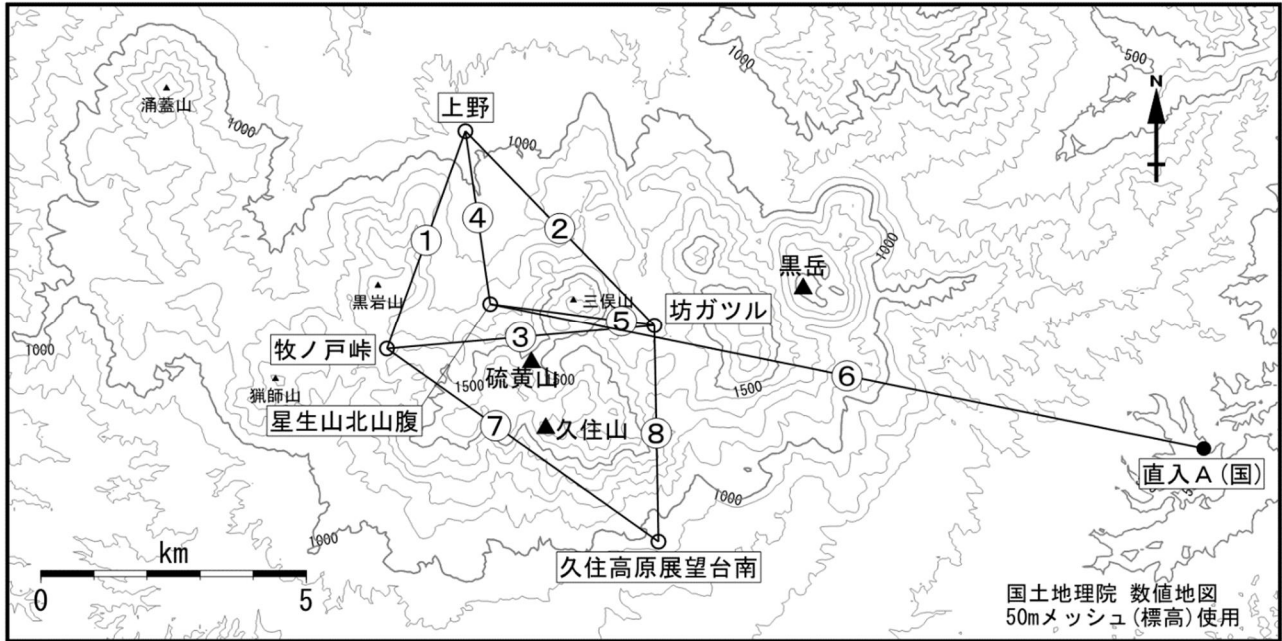 1000
500
涌蓋山
1000
上野
N
1000
④
②
①
1000
黒岳
黒岩山
三俣山
坊ガツル
⑤
牧ノ戸峠
③
1000
1500
硫黄山
1500
1500
⑥
猟師山
星生山北山腹
⑦
久住山
⑧
直入A(国)
1000
km
1000
久住高原展望台南
0
5
国土地理院 数値地図
50mメッシュ(標高)使用